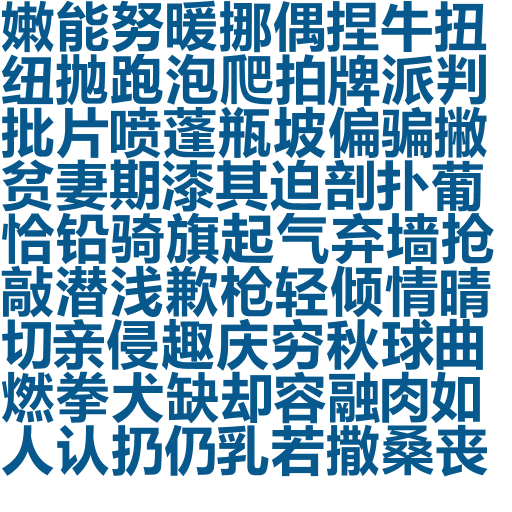 嫩能努暖挪偶捏牛扭
纽抛跑泡爬拍牌派判
批片喷蓬瓶坡偏骗撇
贫妻期漆其迫剖扑葡
恰铅骑旗起气弃墙抢
敲潜浅歉枪轻倾情晴
切亲侵趣庆穷秋球曲
燃拳犬缺却容融肉如
人认扔仍乳若撒桑丧